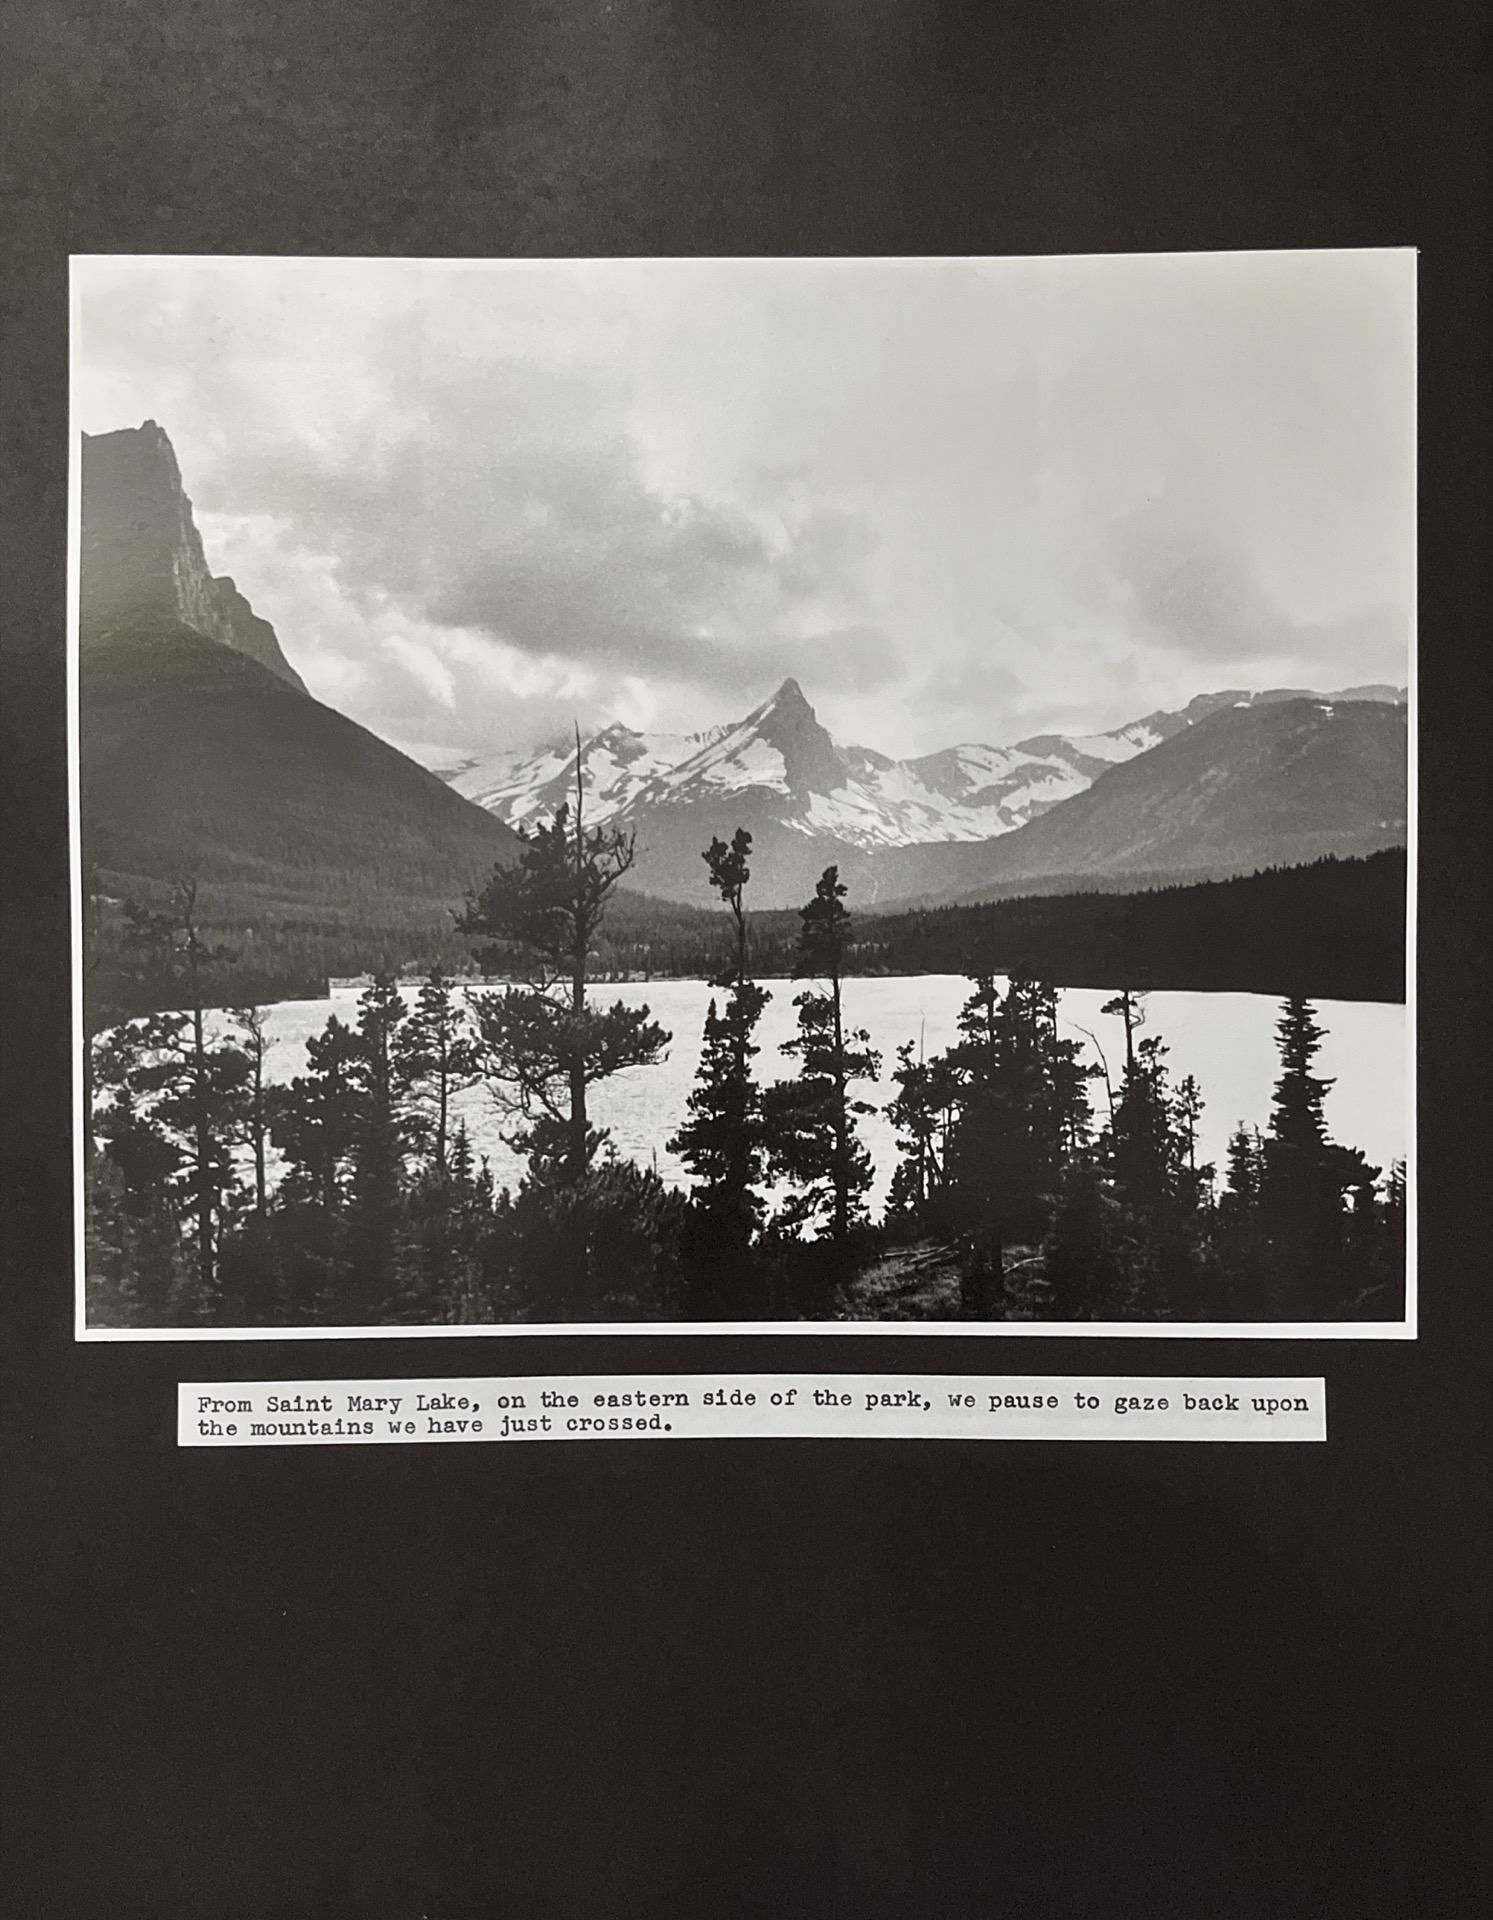 From Saint Mary Lake, on the eastern side of the park, we pause to gaze back upon
the mountains we have just crossed.